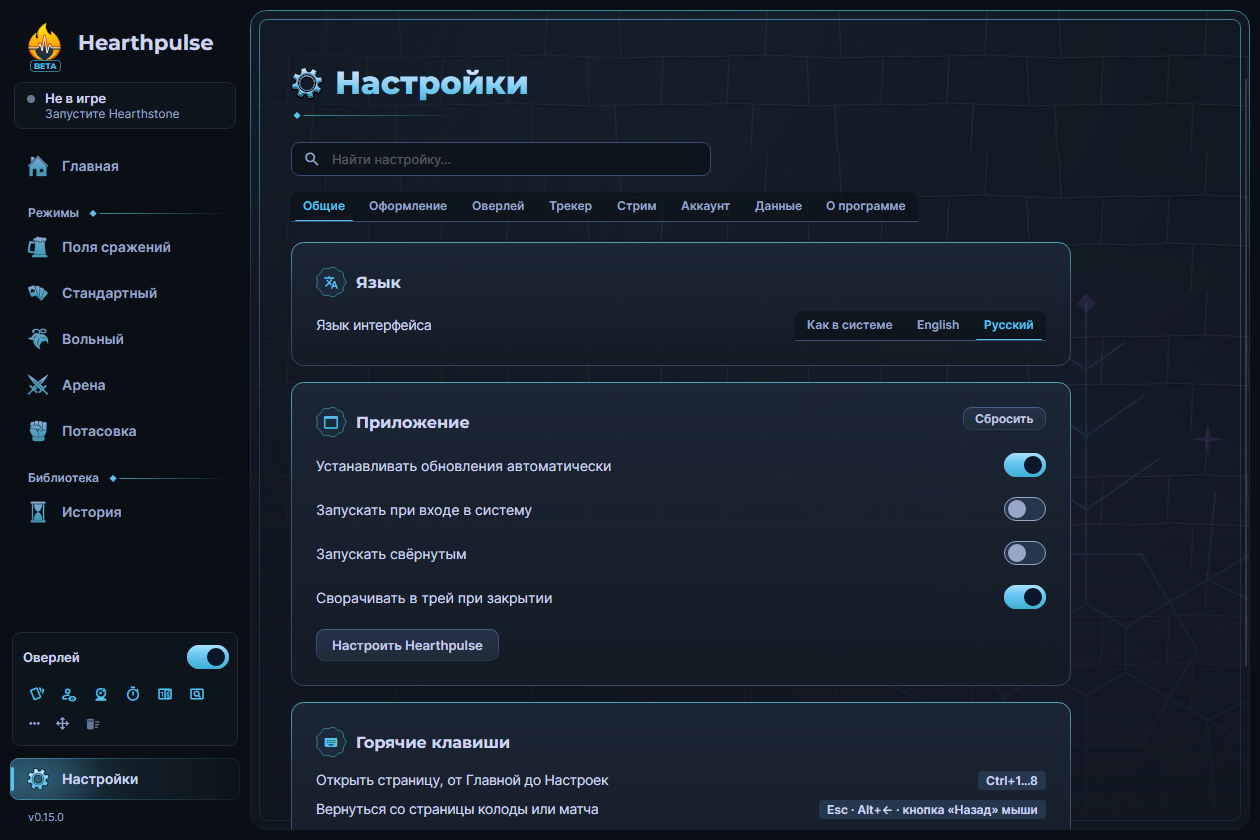 Hearthpulse
BETA
Не в игре
Запустите Hearthstone
Главная
Режимы
Поля сражений
Стандартный
Вольный
Арена
Потасовка
Библиотека
История
Оверлей
Настройки
v0.15.0
Настройки
Найти настройку...
Общие Оформление Оверлей Трекер Стрим Аккаунт Данные О программе
Язык
Язык интерфейса Как в системе English Русский
Приложение Сбросить
Устанавливать обновления автоматически
Запускать при входе в систему
Запускать свёрнутым
Сворачивать в трей при закрытии
Настроить Hearthpulse
Горячие клавиши
Открыть страницу, от Главной до Настроек Ctrl+1…8
Вернуться со страницы колоды или матча Esc · Alt+← · кнопка «Назад» мыши